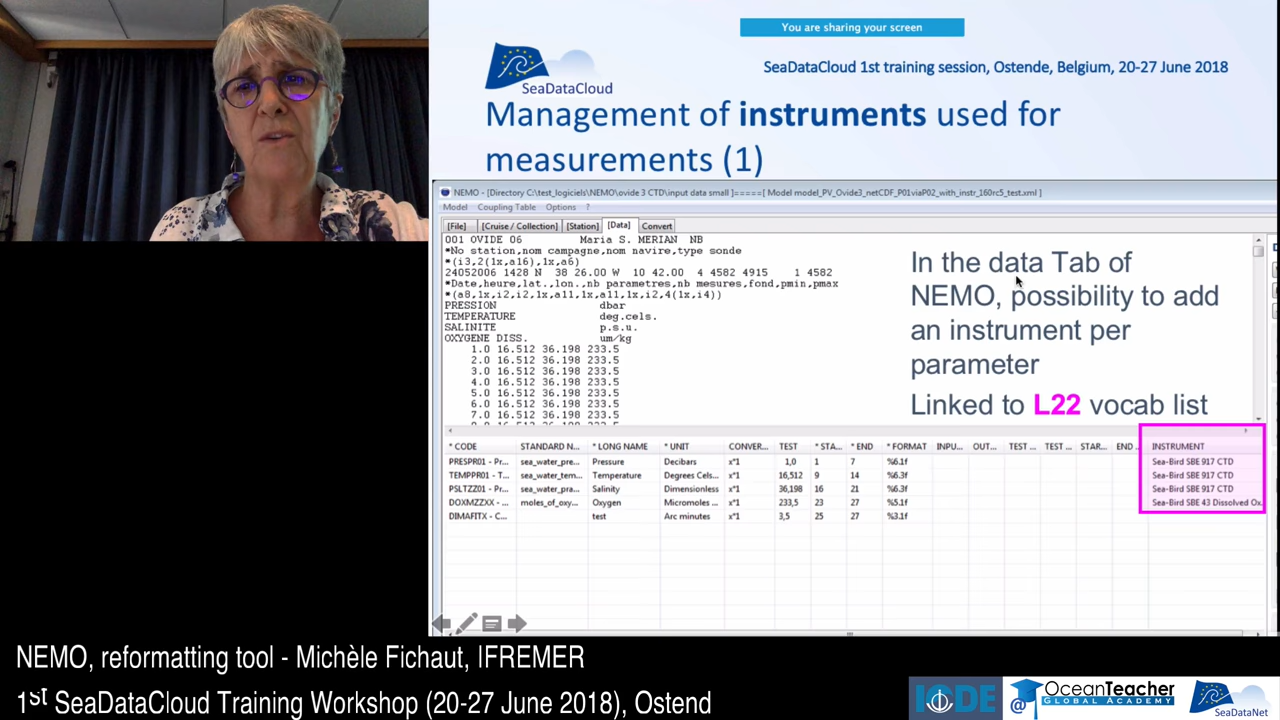 You are sharing your screen
SeaDataCloud
SeaDataCloud 1st training session, Ostende, Belgium, 20-27 June 2018
Management of instruments used for
measurements (1)
NEMO - [Directory C:\test_logiciels\NEMO\ovide 3 CTD\input data small ]=====[ Model model_PV_Ovide3_netCDF_P01viaP02_with_instr_160rc5_test.xml ]
Model Coupling Table Options ?
[File] [Cruise / Collection] [Station] [Data] Convert
001 OVIDE 06 Maria S. MERIAN NB
*No station,nom campagne,nom navire,type sonde
*(i3,2(1x,a16),1x,a6)
24052006 1428 N 38 26.00 W 10 42.00 4 4582 4915 1 4582
*Date,heure,lat.,lon.,nb parametres,nb mesures,fond,pmin,pmax
*(a8,1x,i2,i2,1x,a11,1x,a11,1x,i2,4(1x,i4))
PRESSION dbar
TEMPERATURE deg.cels.
SALINITE p.s.u.
OXYGENE DISS. um/kg
1.0 16.512 36.198 233.5
2.0 16.512 36.198 233.5
3.0 16.512 36.198 233.5
4.0 16.512 36.198 233.5
5.0 16.512 36.198 233.5
6.0 16.512 36.198 233.5
7.0 16.512 36.198 233.5
In the data Tab of
NEMO, possibility to add
an instrument per
parameter
Linked to L22 vocab list
* CODE STANDARD N... * LONG NAME * UNIT CONVER... TEST * STA... * END * FORMAT INPU... OUT... TEST ... TEST ... STAR... END ... INSTRUMENT
PRESPR01 - Pr... sea_water_pre... Pressure Decibars x*1 1,0 1 7 %6.1f Sea-Bird SBE 917 CTD
TEMPPR01 - T... sea_water_tem... Temperature Degrees Cels... x*1 16,512 9 14 %6.3f Sea-Bird SBE 917 CTD
PSLTZZ01 - Pr... sea_water_pra... Salinity Dimensionless x*1 36,198 16 21 %6.3f Sea-Bird SBE 917 CTD
DOXMZZXX - ... moles_of_oxy... Oxygen Micromoles ... x*1 233,5 23 27 %5.1f Sea-Bird SBE 43 Dissolved Ox...
DIMAFITX - C... test Arc minutes x*1 3,5 25 27 %3.1f
NEMO, reformatting tool - Michèle Fichaut, IFREMER
1st SeaDataCloud Training Workshop (20-27 June 2018), Ostend
IODE
@ OceanTeacher
GLOBAL ACADEMY
SeaDataNet